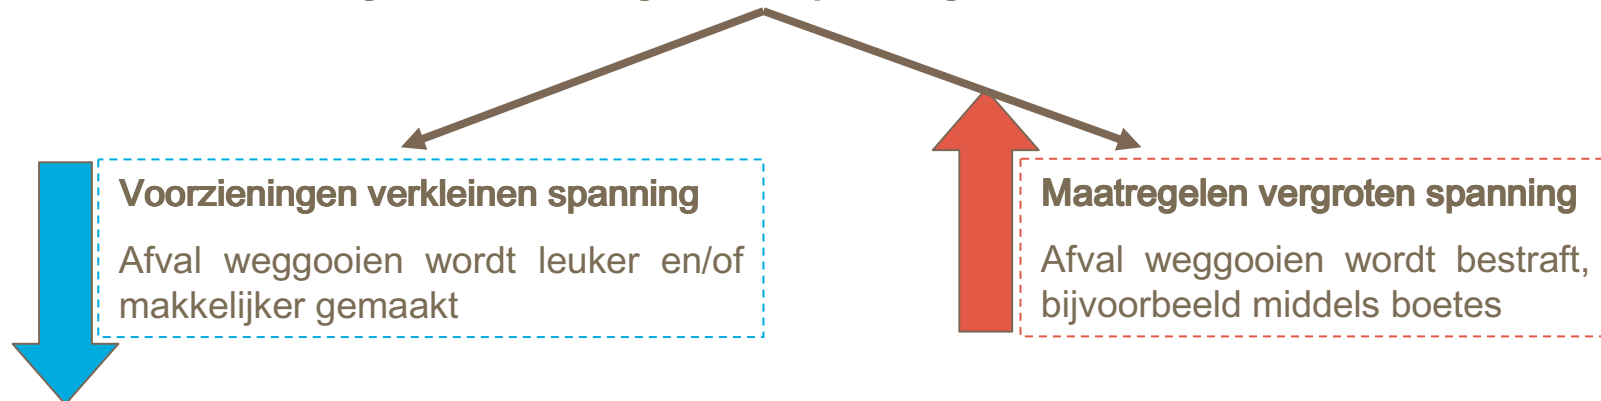 Voorzieningen verkleinen spanning
Afval weggooien wordt leuker en/of
makkelijker gemaakt
Maatregelen vergroten spanning
Afval weggooien wordt bestraft,
bijvoorbeeld middels boetes